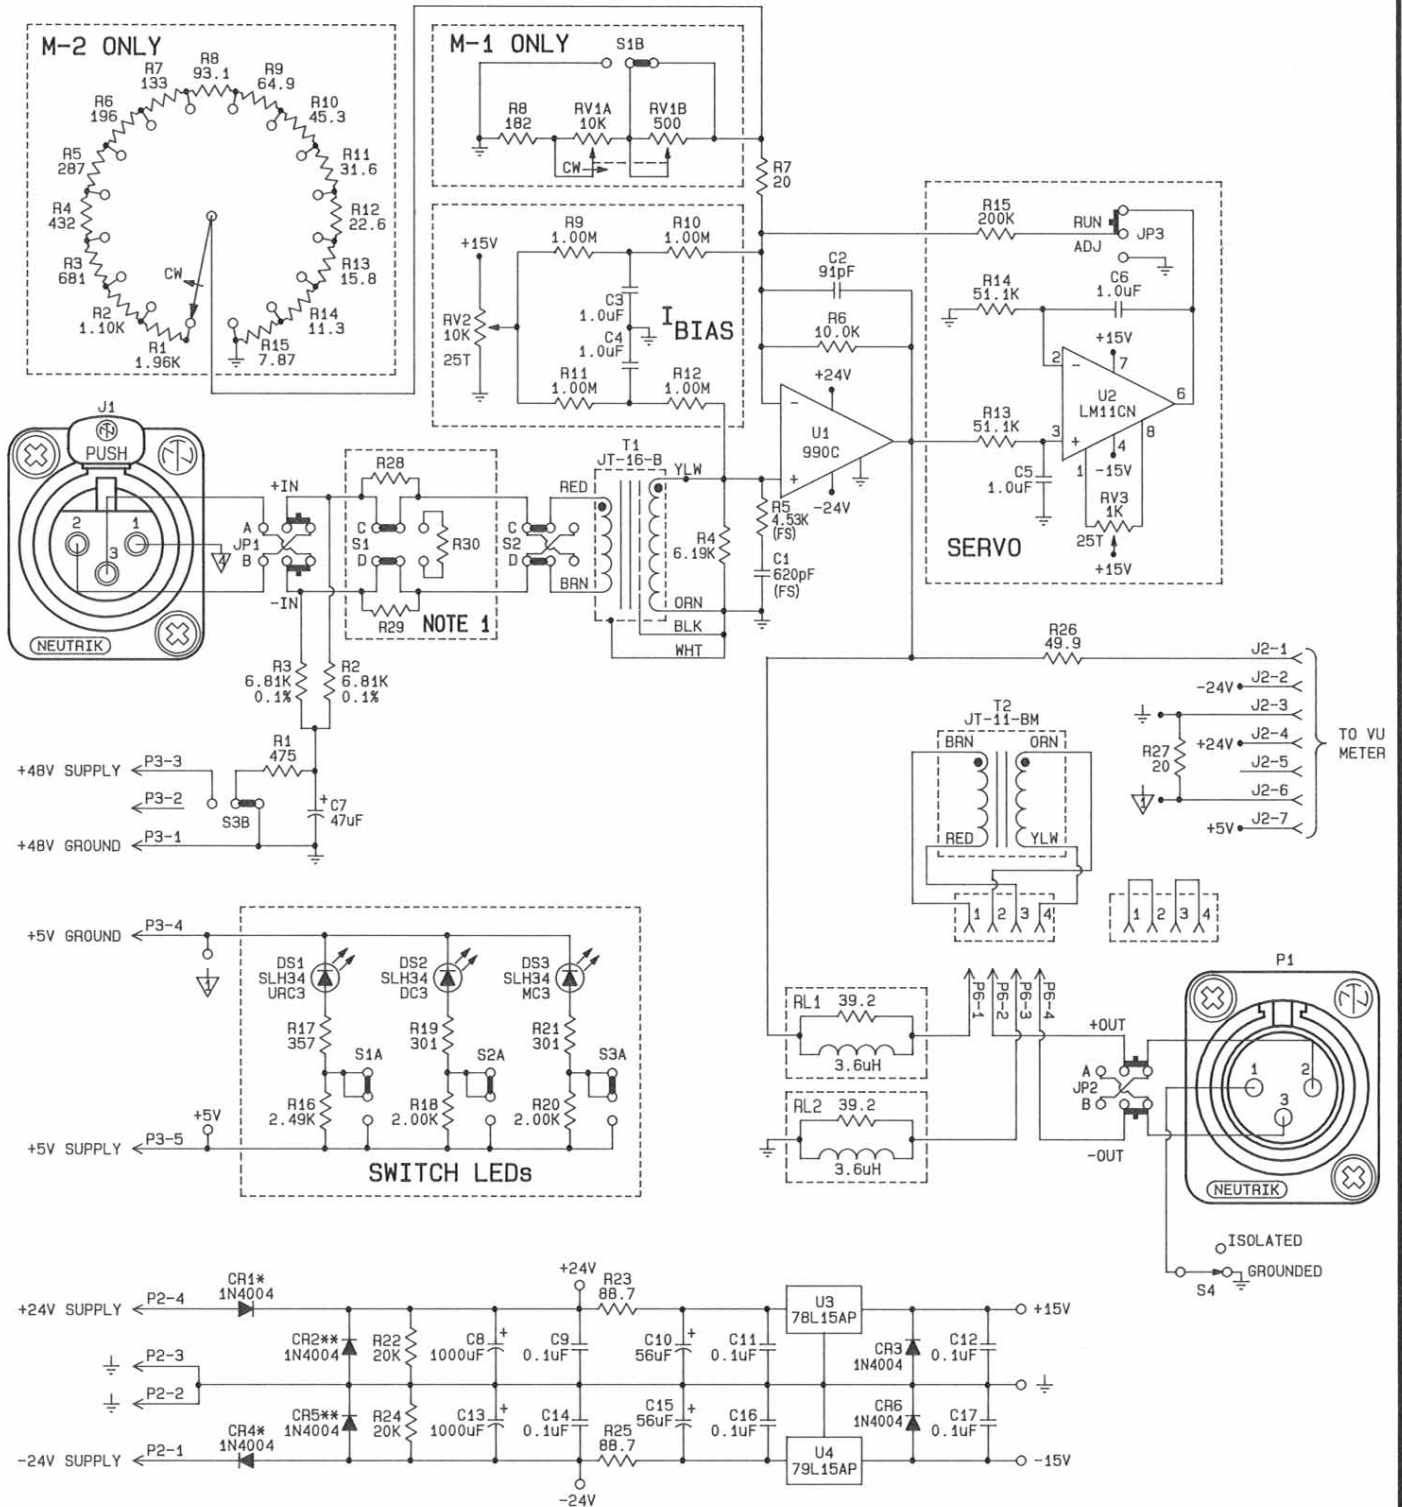 M-2 ONLY
R8
93.1
R7
133
R9
64.9
R6
196
R10
45.3
R5
287
R11
31.6
R4
432
R12
22.6
R3
681
R13
15.8
CW
R2
1.10K
R14
11.3
R1
1.96K
R15
7.87
M-1 ONLY
S1B
R8
182
RV1A
10K
RV1B
500
CW
R7
20
+15V
R9
1.00M
R10
1.00M
RV2
10K
25T
C3
1.0uF
C4
1.0uF
I BIAS
R11
1.00M
R12
1.00M
C2
91pF
R6
10.0K
+24V
U1
990C
-24V
R15
200K
RUN
ADJ
JP3
R14
51.1K
C6
1.0uF
+15V
7
2
U2
LM11CN
6
R13
51.1K
3
4
8
1
-15V
C5
1.0uF
RV3
1K
25T
+15V
SERVO
J1
PUSH
2
1
3
NEUTRIK
4
+IN
A
JP1
B
-IN
R28
C
S1
D
R30
R29
NOTE 1
C
S2
D
T1
JT-16-B
RED
YLW
BRN
ORN
BLK
WHT
R4
6.19K
R5
4.53K
(FS)
C1
620pF
(FS)
R3
6.81K
0.1%
R2
6.81K
0.1%
R1
475
+48V SUPPLY
P3-3
P3-2
S3B
C7
47uF
+48V GROUND
P3-1
R26
49.9
J2-1
-24V
J2-2
J2-3
R27
20
+24V
J2-4
J2-5
1
J2-6
+5V
J2-7
TO VU
METER
T2
JT-11-BM
BRN
ORN
RED
YLW
1 2 3 4
1 2 3 4
+5V GROUND
P3-4
1
DS1
SLH34
URC3
DS2
SLH34
DC3
DS3
SLH34
MC3
R17
357
R19
301
R21
301
S1A
S2A
S3A
R16
2.49K
R18
2.00K
R20
2.00K
+5V
+5V SUPPLY
P3-5
SWITCH LEDs
RL1
39.2
3.6uH
RL2
39.2
3.6uH
P6-1
P6-2
P6-3
P6-4
+OUT
A
JP2
B
-OUT
P1
1
2
3
NEUTRIK
ISOLATED
GROUNDED
S4
+24V SUPPLY
P2-4
CR1*
1N4004
+24V
R23
88.7
U3
78L15AP
+15V
CR2**
1N4004
R22
20K
C8
1000uF
C9
0.1uF
C10
56uF
C11
0.1uF
CR3
1N4004
C12
0.1uF
P2-3
P2-2
CR5**
1N4004
R24
20K
C13
1000uF
C14
0.1uF
C15
56uF
C16
0.1uF
CR6
1N4004
C17
0.1uF
-24V SUPPLY
P2-1
CR4*
1N4004
R25
88.7
U4
79L15AP
-15V
-24V